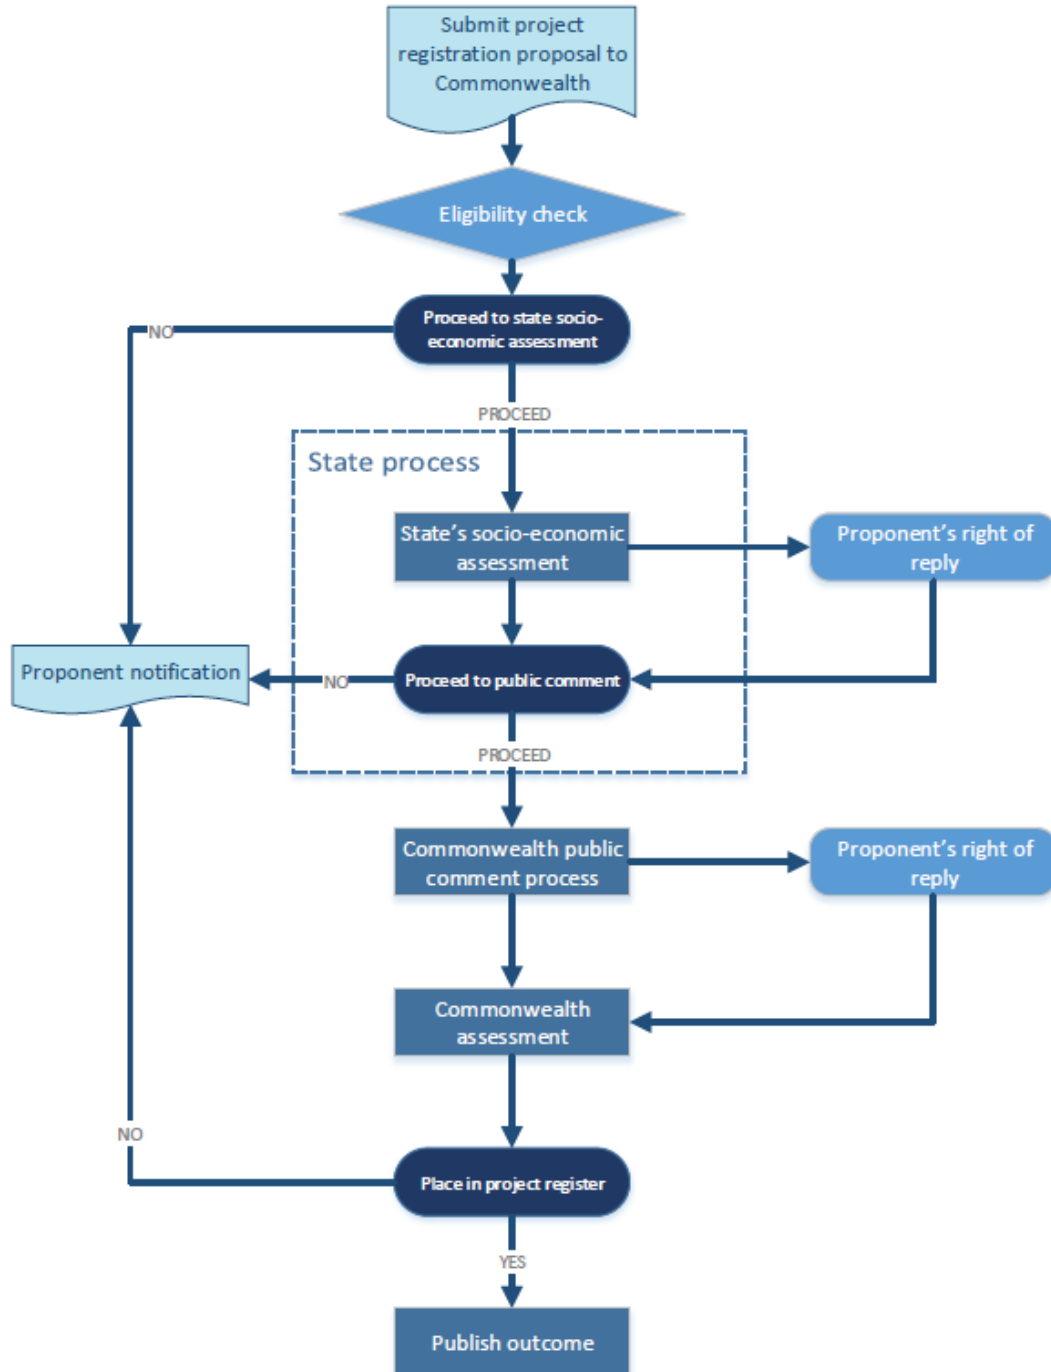 Submit project
registration proposal to
Commonwealth
Eligibility check
Proceed to state socio-
economic assessment
NO
PROCEED
State process
State's socio-economic
assessment
Proponent's right of
reply
Proponent notification
NO
Proceed to public comment
PROCEED
Commonwealth public
comment process
Proponent's right of
reply
Commonwealth
assessment
NO
Place in project register
YES
Publish outcome